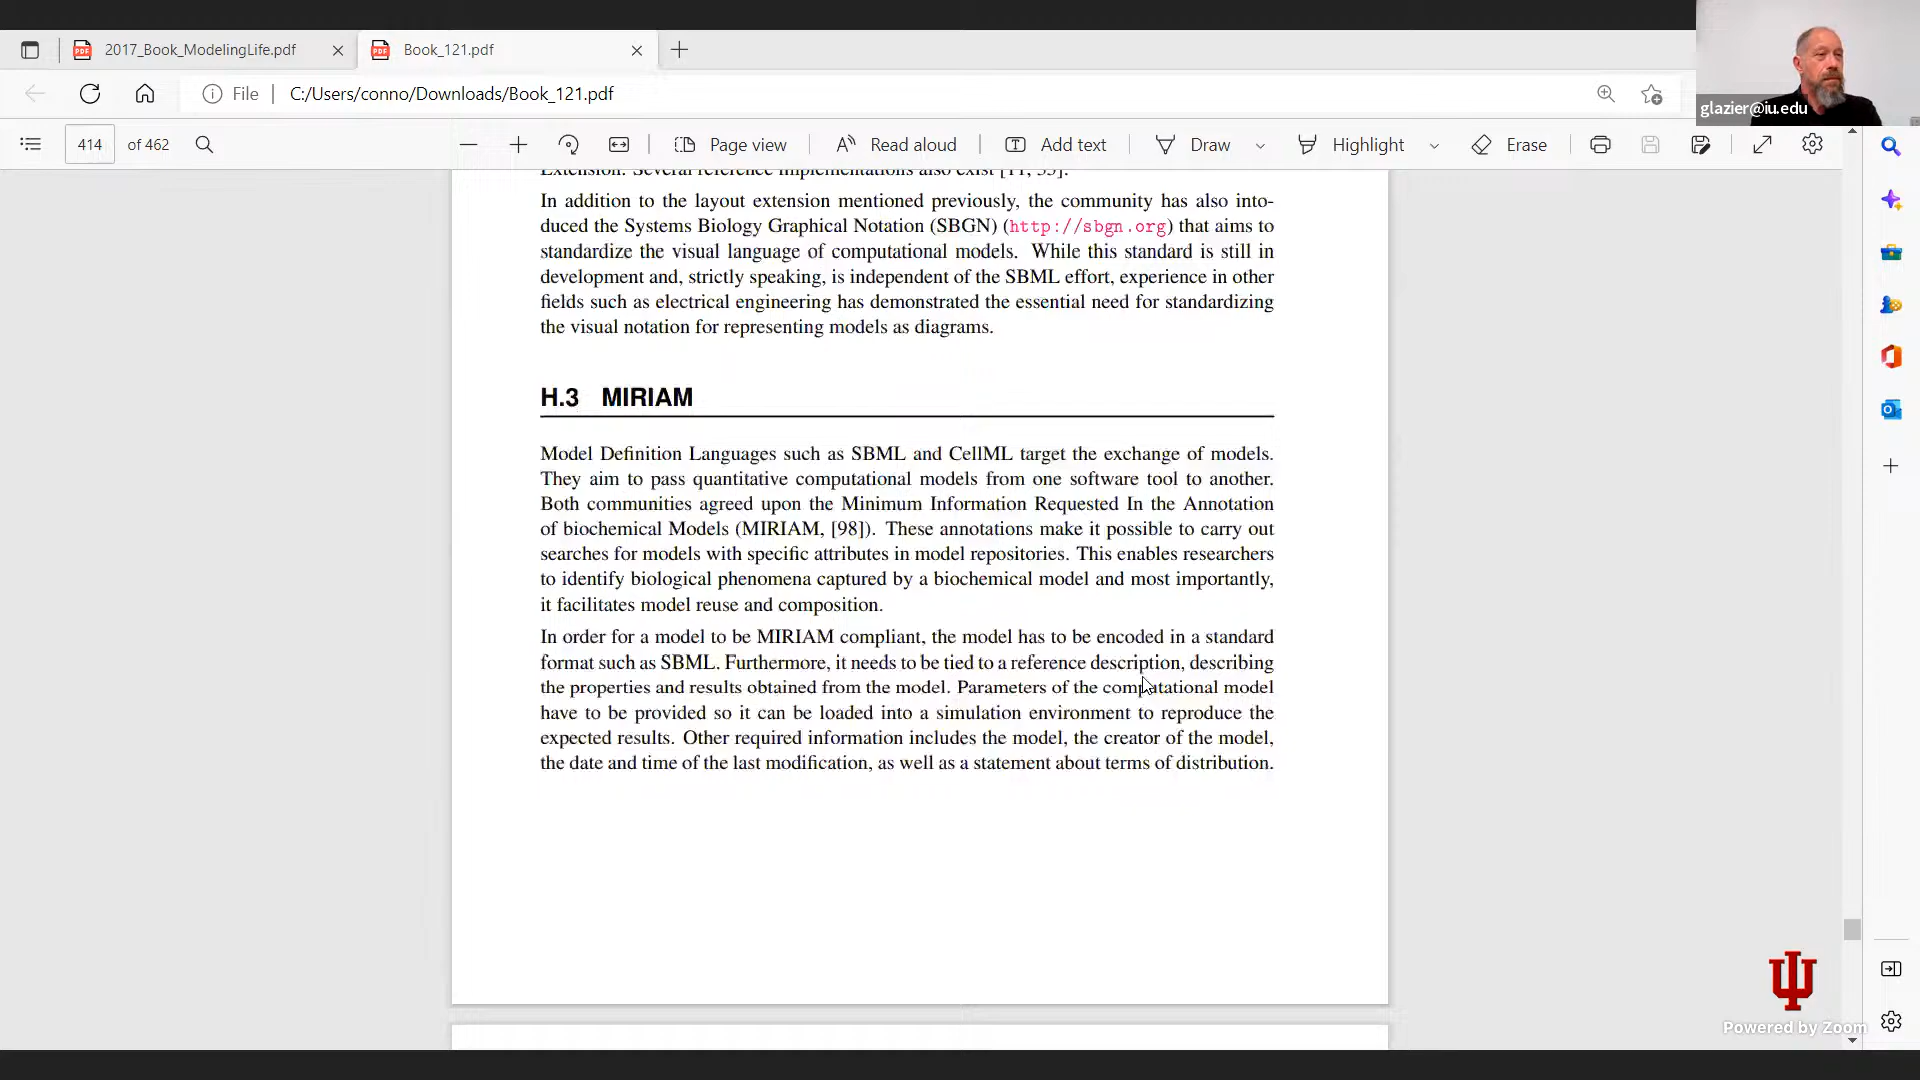 2017_Book_ModelingLife.pdf
Book_121.pdf
File
C:/Users/conno/Downloads/Book_121.pdf
glazier@iu.edu
414 of 462
Page view
Read aloud
Add text
Draw
Highlight
Erase
Extension. Several reference implementations also exist [11, 35].
In addition to the layout extension mentioned previously, the community has also into-
duced the Systems Biology Graphical Notation (SBGN) (http://sbgn.org) that aims to
standardize the visual language of computational models. While this standard is still in
development and, strictly speaking, is independent of the SBML effort, experience in other
fields such as electrical engineering has demonstrated the essential need for standardizing
the visual notation for representing models as diagrams.
H.3 MIRIAM
Model Definition Languages such as SBML and CellML target the exchange of models.
They aim to pass quantitative computational models from one software tool to another.
Both communities agreed upon the Minimum Information Requested In the Annotation
of biochemical Models (MIRIAM, [98]). These annotations make it possible to carry out
searches for models with specific attributes in model repositories. This enables researchers
to identify biological phenomena captured by a biochemical model and most importantly,
it facilitates model reuse and composition.
In order for a model to be MIRIAM compliant, the model has to be encoded in a standard
format such as SBML. Furthermore, it needs to be tied to a reference description, describing
the properties and results obtained from the model. Parameters of the computational model
have to be provided so it can be loaded into a simulation environment to reproduce the
expected results. Other required information includes the model, the creator of the model,
the date and time of the last modification, as well as a statement about terms of distribution.
Powered by Zoom